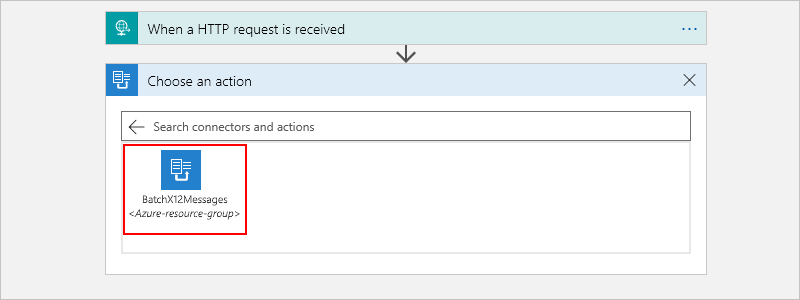 When a HTTP request is received
Choose an action
Search connectors and actions
BatchX12Messages
<Azure-resource-group>